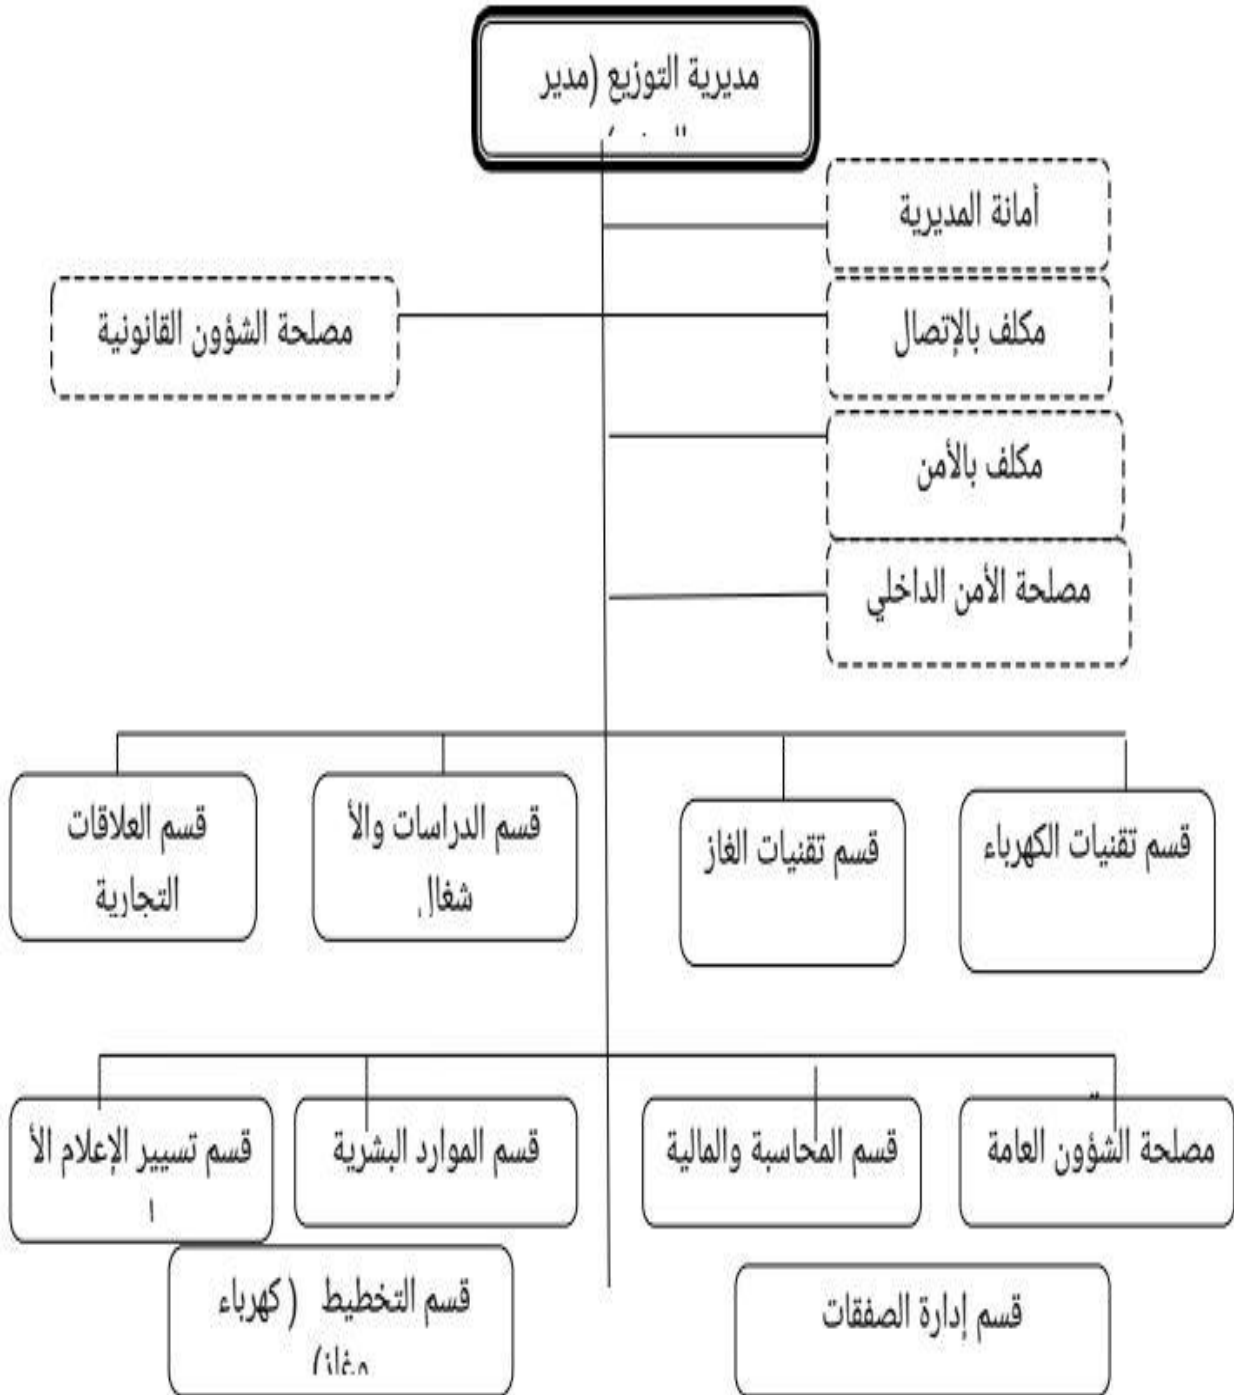 مديرية التوزيع (مدير
أمانة المديرية
مكلف بالإتصال
مصلحة الشؤون القانونية
مكلف بالأمن
مصلحة الأمن الداخلي
قسم تقنيات الكهرباء
قسم تقنيات الغاز
قسم الدراسات والأ
شغال
قسم العلاقات
التجارية
مصلحة الشؤون العامة
قسم المحاسبة والمالية
قسم الموارد البشرية
قسم تسيير الإعلام الأ
قسم إدارة الصفقات
قسم التخطيط ( كهرباء
وغاز)